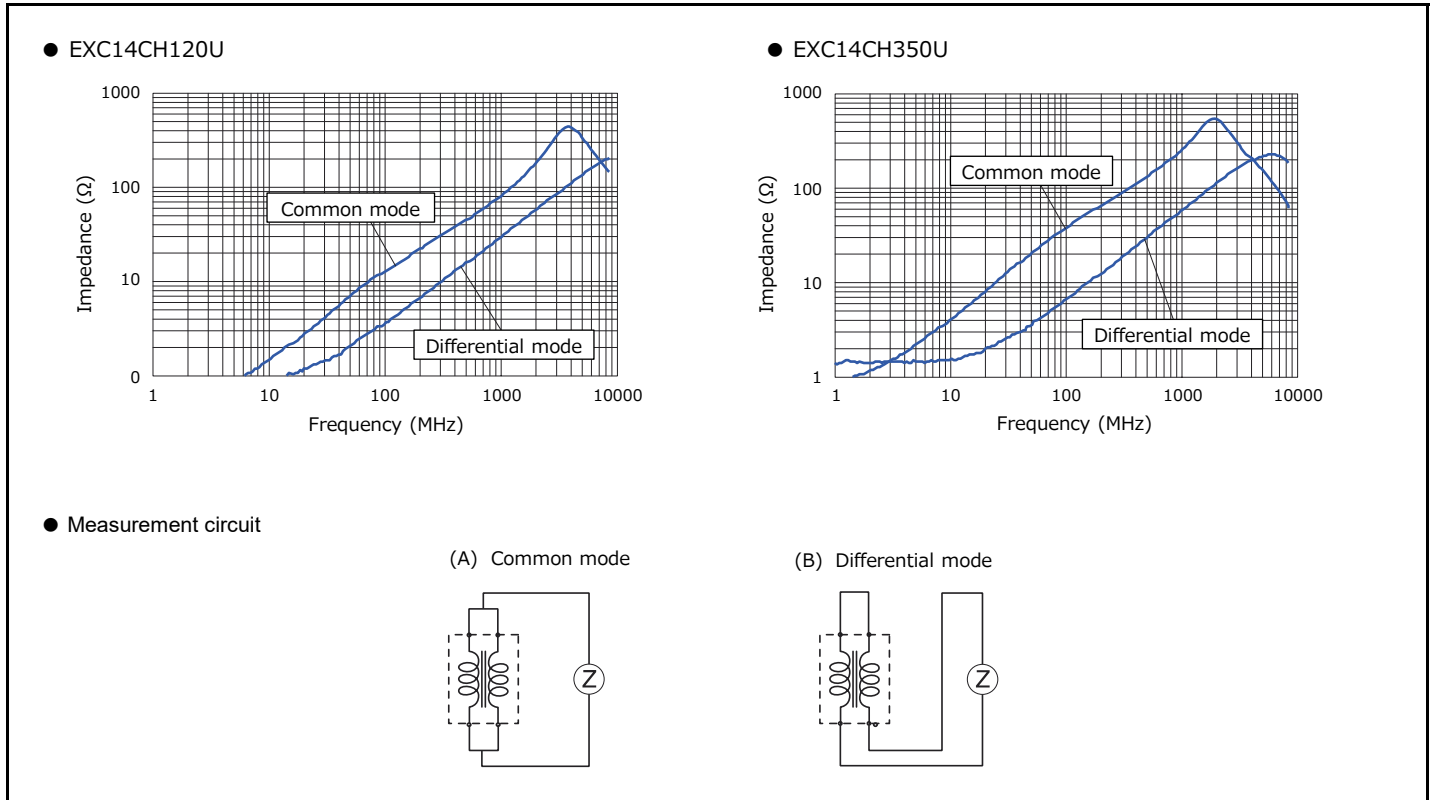 ● EXC14CH120U
1000
100
10
0
Impedance (Ω)
Common mode
Differential mode
1 10 100 1000 10000
Frequency (MHz)
● EXC14CH350U
1000
100
10
1
Impedance (Ω)
Common mode
Differential mode
1 10 100 1000 10000
Frequency (MHz)
● Measurement circuit
(A) Common mode
Z
(B) Differential mode
Z